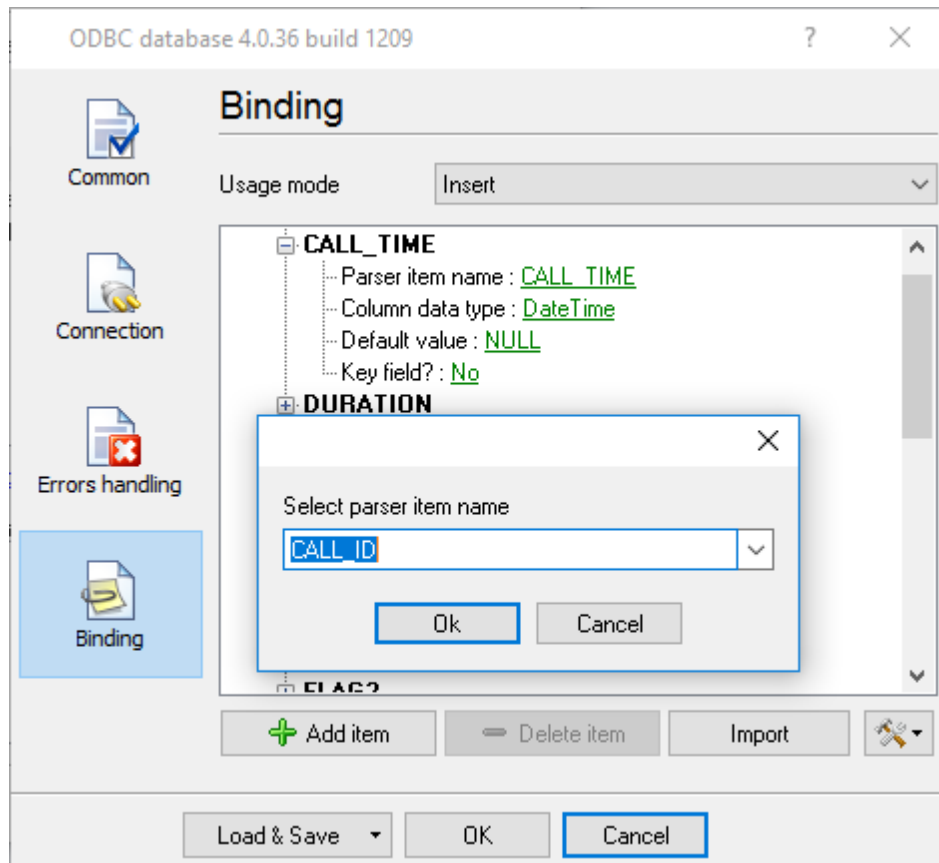 ODBC database 4.0.36 build 1209
?
Binding
Common
Usage mode
Insert
CALL_TIME
Parser item name : CALL_TIME
Column data type : DateTime
Default value : NULL
Key field? : No
DURATION
Connection
Errors handling
Select parser item name
CALL_ID
Ok
Cancel
Binding
FLAG2
Add item
Delete item
Import
Load & Save
OK
Cancel